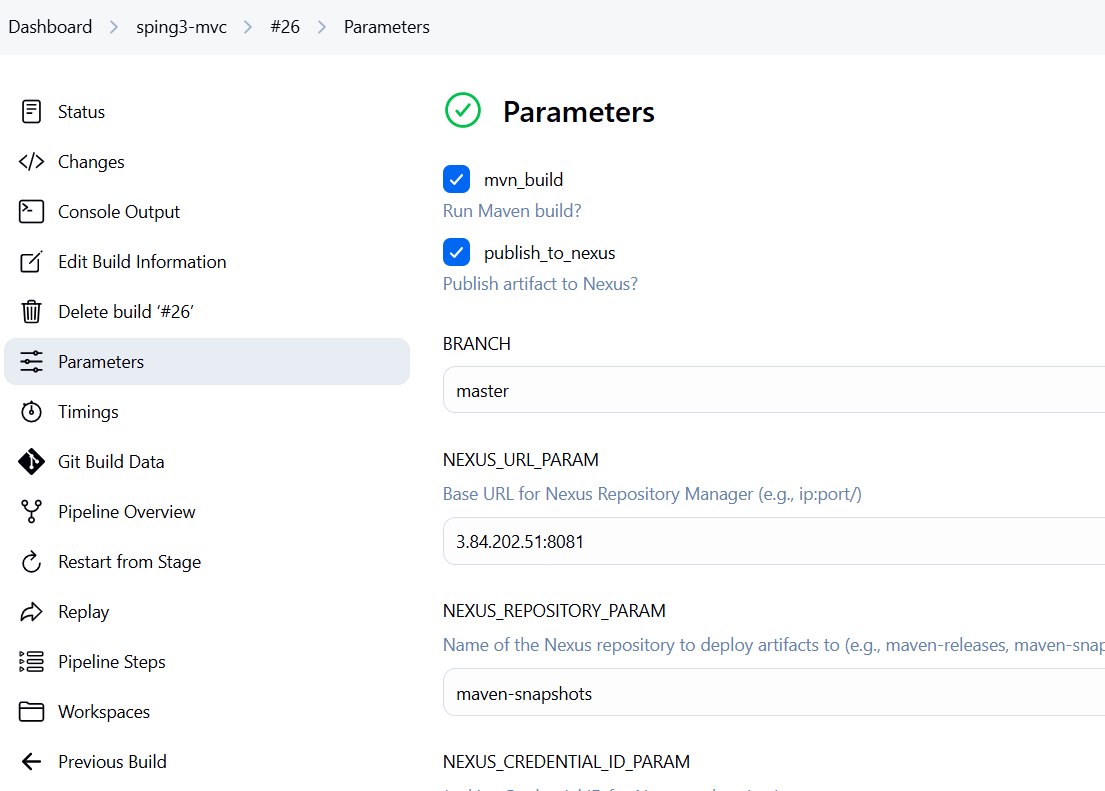 Dashboard > sping3-mvc > #26 > Parameters
Status
Changes
Console Output
Edit Build Information
Delete build ‘#26’
Parameters
Timings
Git Build Data
Pipeline Overview
Restart from Stage
Replay
Pipeline Steps
Workspaces
Previous Build
Parameters
mvn_build
Run Maven build?
publish_to_nexus
Publish artifact to Nexus?
BRANCH
master
NEXUS_URL_PARAM
Base URL for Nexus Repository Manager (e.g., ip:port/)
3.84.202.51:8081
NEXUS_REPOSITORY_PARAM
Name of the Nexus repository to deploy artifacts to (e.g., maven-releases, maven-snap
maven-snapshots
NEXUS_CREDENTIAL_ID_PARAM